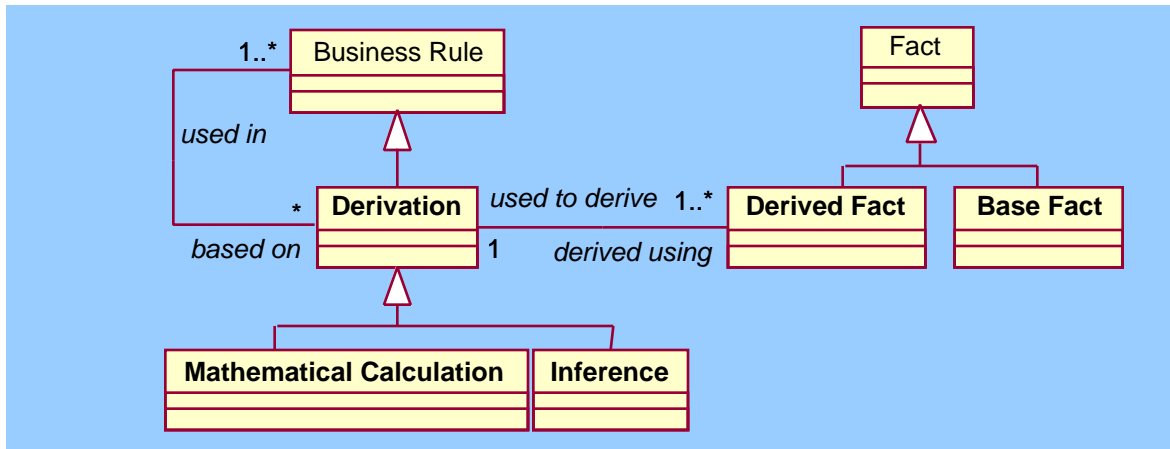 1..*
Business Rule
Fact
used in
*
Derivation
used to derive
1..*
Derived Fact
Base Fact
based on
1
derived using
Mathematical Calculation
Inference